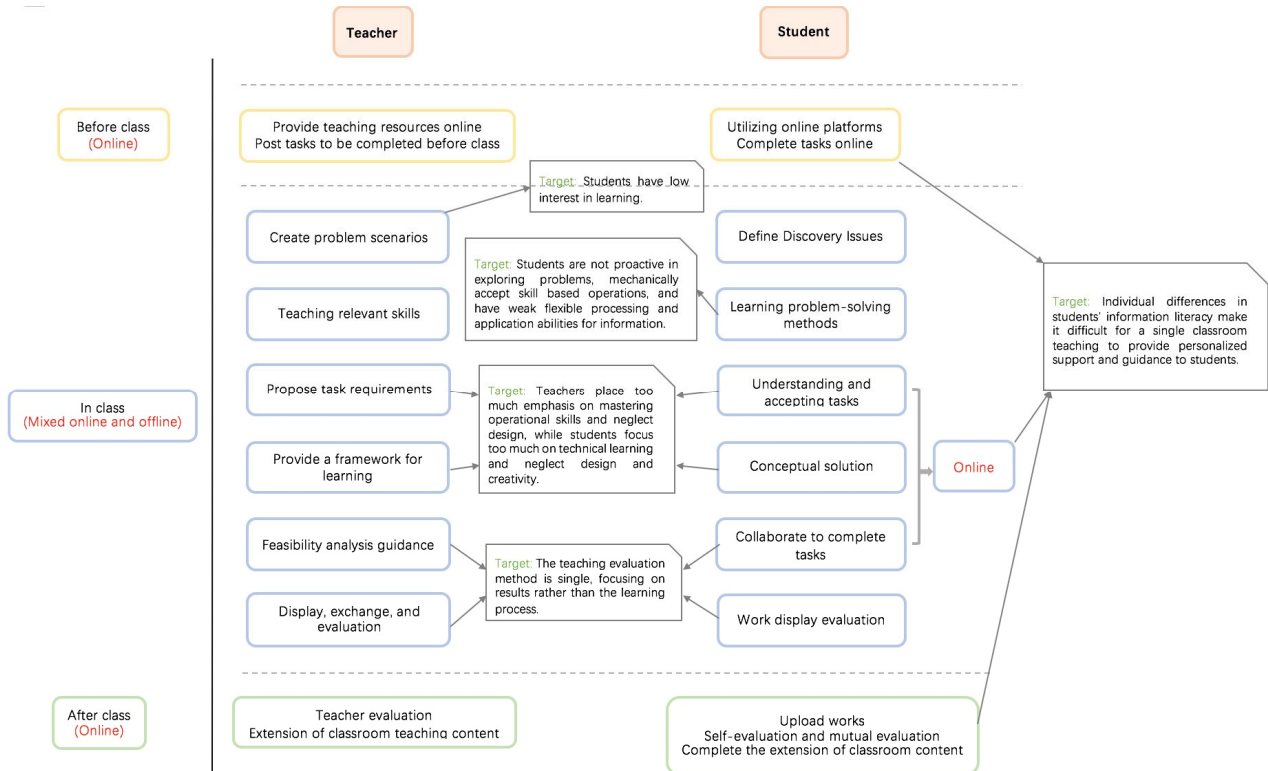 Teacher
Student
Before class
(Online)
Provide teaching resources online
Post tasks to be completed before class
Utilizing online platforms
Complete tasks online
Target: Students have low
interest in learning.
Create problem scenarios
Define Discovery Issues
Target: Students are not proactive in
exploring problems, mechanically
accept skill based operations, and
have weak flexible processing and
application abilities for information.
Teaching relevant skills
Learning problem-solving
methods
Target: Individual differences in
students' information literacy make
it difficult for a single classroom
teaching to provide personalized
support and guidance to students.
In class
(Mixed online and offline)
Propose task requirements
Target: Teachers place too
much emphasis on mastering
operational skills and neglect
design, while students focus
too much on technical learning
and neglect design and
creativity.
Understanding and
accepting tasks
Provide a framework for
learning
Conceptual solution
Online
Feasibility analysis guidance
Target: The teaching evaluation
method is single, focusing on
results rather than the learning
process.
Collaborate to complete
tasks
Display, exchange, and
evaluation
Work display evaluation
After class
(Online)
Teacher evaluation
Extension of classroom teaching content
Upload works
Self-evaluation and mutual evaluation
Complete the extension of classroom content